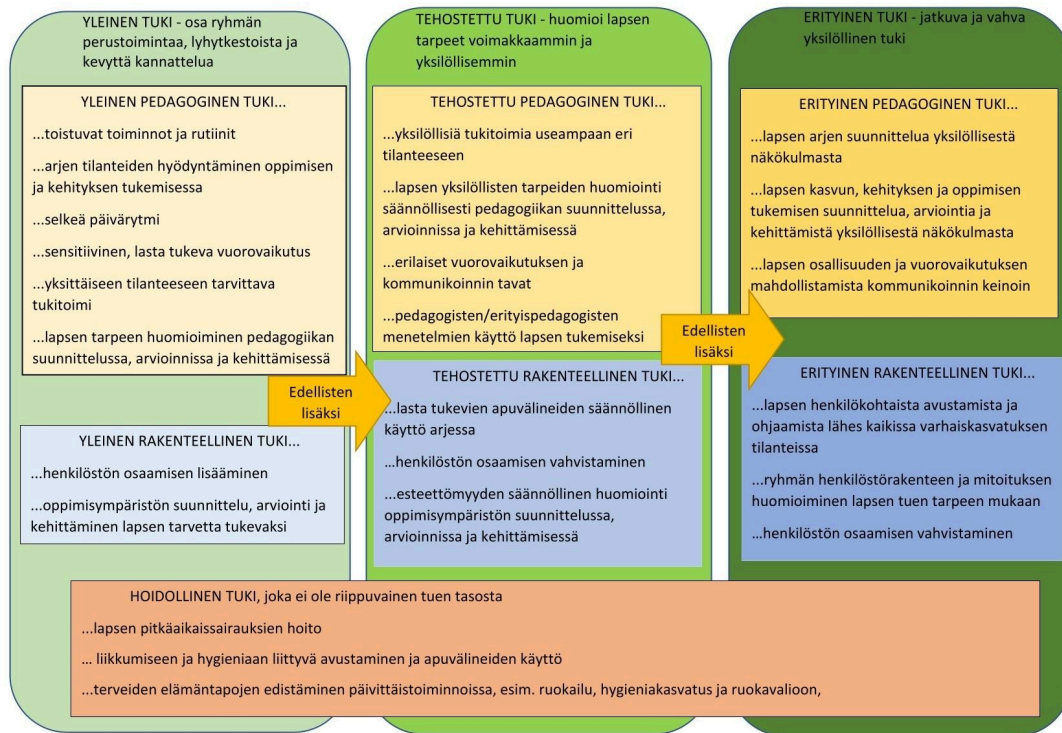 YLEINEN TUKI - osa ryhmän
perustoimintaa, lyhytkestoista ja
kevyttä kannattelua
YLEINEN PEDAGOGINEN TUKI...
...toistuvat toiminnot ja rutiinit
...arjen tilanteiden hyödyntäminen oppimisen
ja kehityksen tukemisessa
...selkeä päivärytmi
...sensitiivinen, lasta tukeva vuorovaikutus
...yksittäiseen tilanteeseen tarvittava
tukitoimi
...lapsen tarpeen huomioiminen pedagogiikan
suunnittelussa, arvioinnissa ja kehittämisessä
Edellisten
lisäksi
YLEINEN RAKENTEELLINEN TUKI...
...henkilöstön osaamisen lisääminen
...oppimisympäristön suunnittelu, arviointi ja
kehittäminen lapsen tarvetta tukevaksi
TEHOSTETTU TUKI - huomioi lapsen
tarpeet voimakkaammin ja
yksilöllisemmin
TEHOSTETTU PEDAGOGINEN TUKI...
...yksilöllisiä tukitoimia useampaan eri
tilanteeseen
...lapsen yksilöllisten tarpeiden huomiointi
säännöllisesti pedagogiikan suunnittelussa,
arvioinnissa ja kehittämisessä
...erilaiset vuorovaikutuksen ja
kommunikoinnin tavat
...pedagogisten/erityispedagogisten
menetelmien käyttö lapsen tukemiseksi
Edellisten
lisäksi
TEHOSTETTU RAKENTEELLINEN TUKI...
...lasta tukevien apuvälineiden säännöllinen
käyttö arjessa
...henkilöstön osaamisen vahvistaminen
...esteettömyyden säännöllinen huomiointi
oppimisympäristön suunnittelussa,
arvioinnissa ja kehittämisessä
ERITYINEN TUKI - jatkuva ja vahva
yksilöllinen tuki
ERITYINEN PEDAGOGINEN TUKI...
...lapsen arjen suunnittelua yksilöllisestä
näkökulmasta
...lapsen kasvun, kehityksen ja oppimisen
tukemisen suunnittelua, arviointia ja
kehittämistä yksilöllisestä näkökulmasta
...lapsen osallisuuden ja vuorovaikutuksen
mahdollistamista kommunikoinnin keinoin
ERITYINEN RAKENTEELLINEN TUKI...
...lapsen henkilökohtaista avustamista ja
ohjaamista lähes kaikissa varhaiskasvatuksen
tilanteissa
...ryhmän henkilöstörakenteen ja mitoituksen
huomioiminen lapsen tuen tarpeen mukaan
...henkilöstön osaamisen vahvistaminen
HOIDOLLINEN TUKI, joka ei ole riippuvainen tuen tasosta
...lapsen pitkäaikaissairauksien hoito
... liikkumiseen ja hygieniaan liittyvä avustaminen ja apuvälineiden käyttö
...terveiden elämäntapojen edistäminen päivittäistoiminnoissa, esim. ruokailu, hygieniakasvatus ja ruokavalioon,